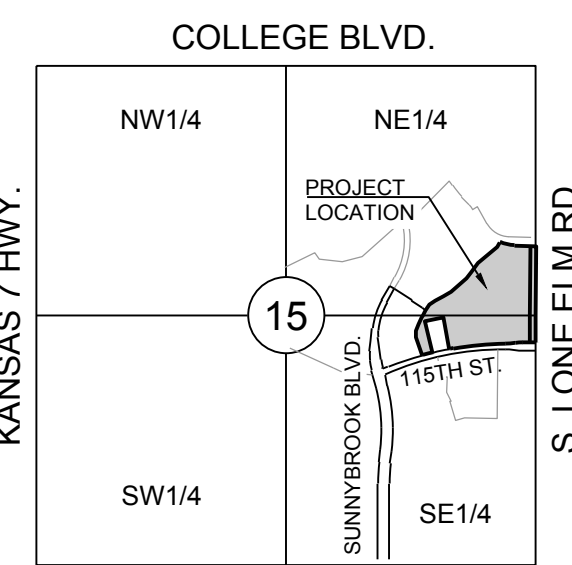 COLLEGE BLVD.
NW1/4
NE1/4
PROJECT
LOCATION
KANSAS 7 HWY.
S. LONE ELM RD
15
115TH ST.
SUNNYBROOK BLVD.
SW1/4
SE1/4